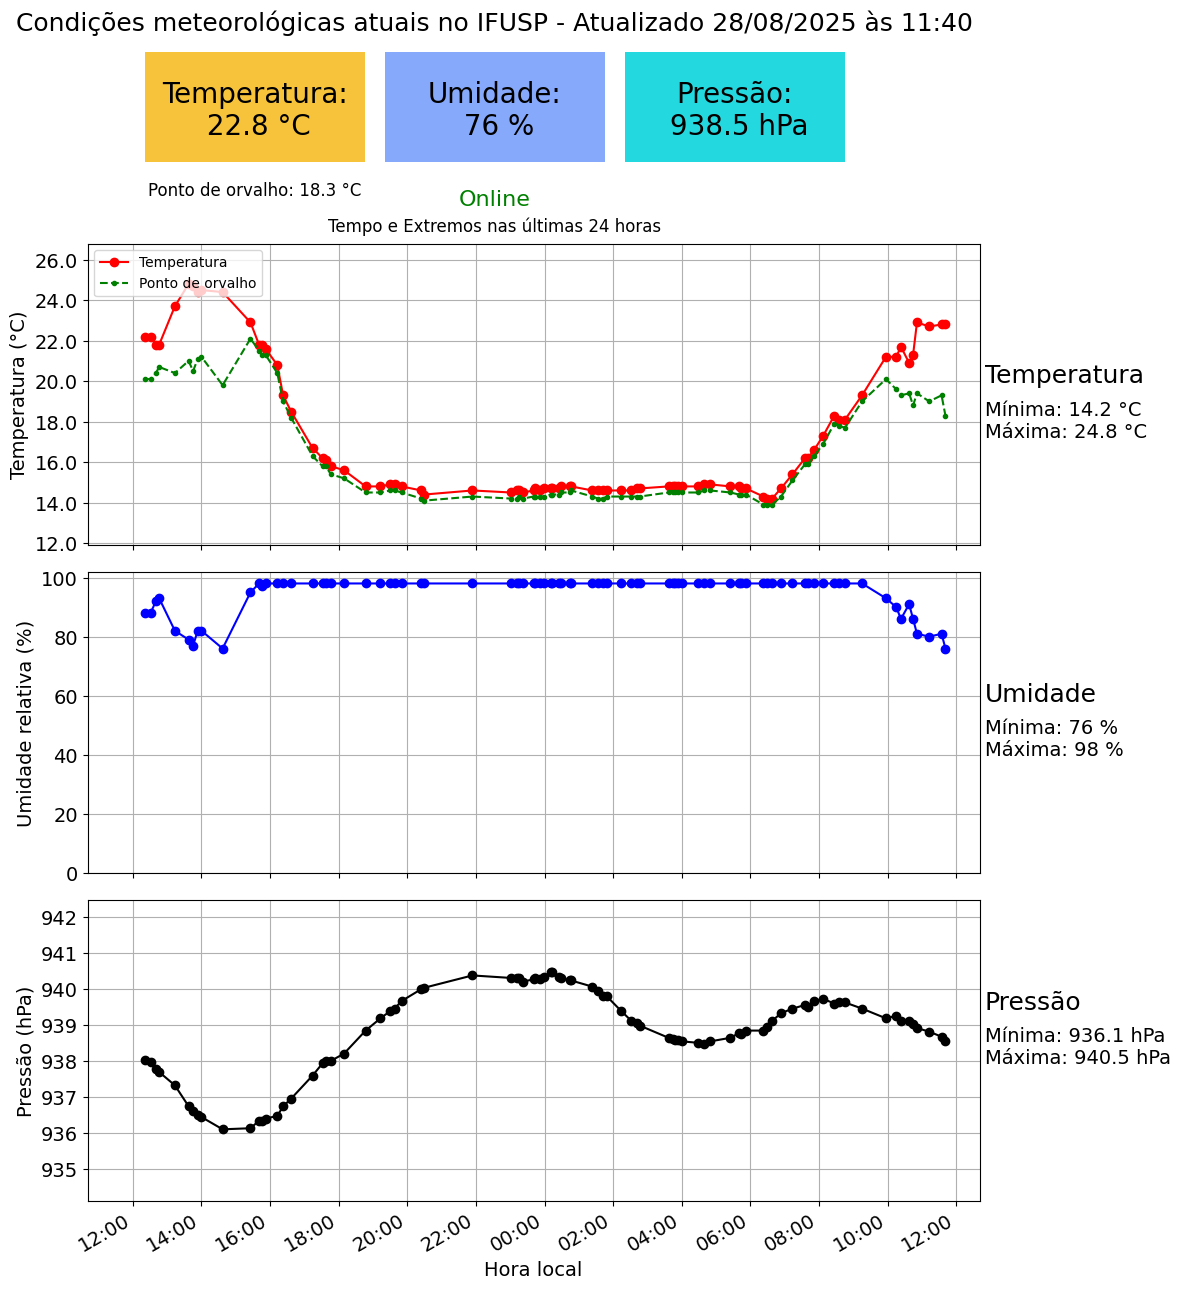 Condições meteorológicas atuais no IFUSP - Atualizado 28/08/2025 às 11:40
Temperatura:
22.8 °C
Umidade:
76 %
Pressão:
938.5 hPa
Ponto de orvalho: 18.3 °C
Online
Tempo e Extremos nas últimas 24 horas
Temperatura
Ponto de orvalho
Temperatura (°C)
26.0
24.0
22.0
20.0
18.0
16.0
14.0
12.0
Temperatura
Mínima: 14.2 °C
Máxima: 24.8 °C
Umidade relativa (%)
100
80
60
40
20
0
Umidade
Mínima: 76 %
Máxima: 98 %
Pressão (hPa)
942
941
940
939
938
937
936
935
Pressão
Mínima: 936.1 hPa
Máxima: 940.5 hPa
12:00 14:00 16:00 18:00 20:00 22:00 00:00 02:00 04:00 06:00 08:00 10:00 12:00
Hora local